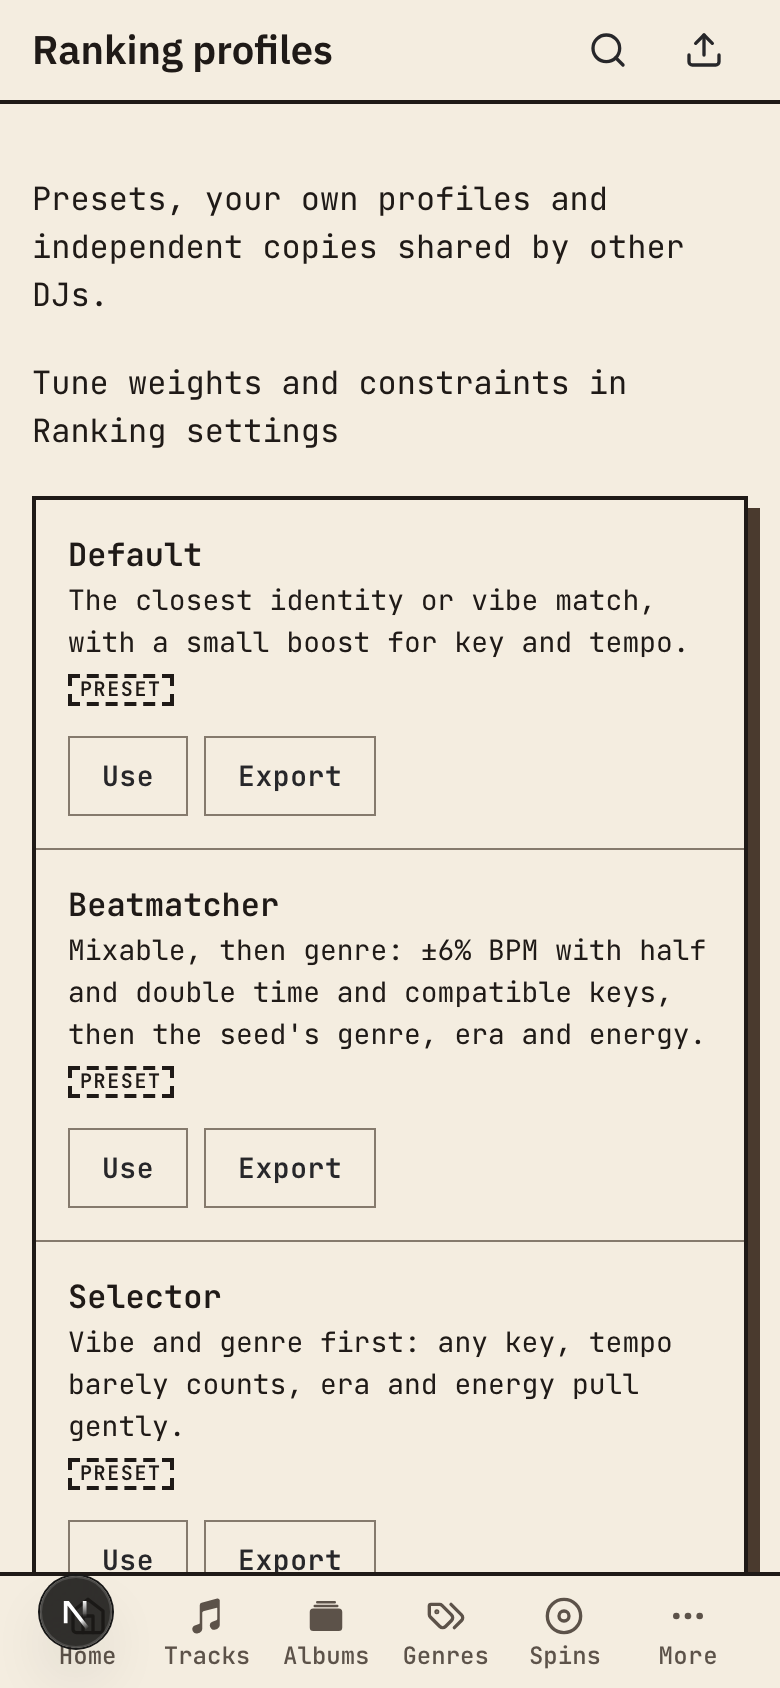 Ranking profiles
Presets, your own profiles and
independent copies shared by other
DJs.
Tune weights and constraints in
Ranking settings
Default
The closest identity or vibe match,
with a small boost for key and tempo.
PRESET
Use
Export
Beatmatcher
Mixable, then genre: ±6% BPM with half
and double time and compatible keys,
then the seed's genre, era and energy.
PRESET
Use
Export
Selector
Vibe and genre first: any key, tempo
barely counts, era and energy pull
gently.
PRESET
Use
Export
N
Home
Tracks
Albums
Genres
Spins
More